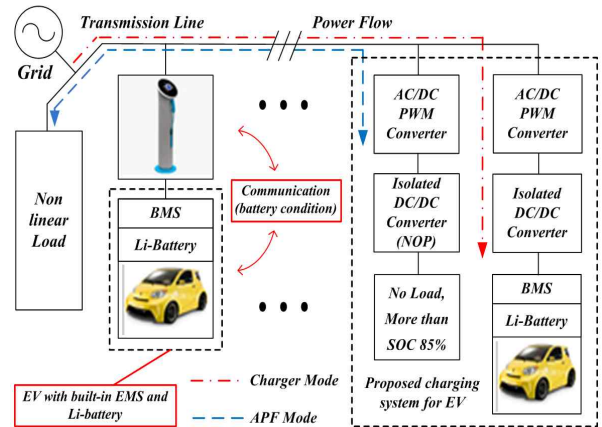 Transmission Line
Power Flow
Grid
Non
linear
Load
BMS
Li-Battery
Communication
(battery condition)
AC/DC
PWM
Converter
Isolated
DC/DC
Converter
(NOP)
No Load,
More than
SOC 85%
AC/DC
PWM
Converter
Isolated
DC/DC
Converter
BMS
Li-Battery
EV with built-in EMS and
Li-battery
Charger Mode
APF Mode
Proposed charging
system for EV